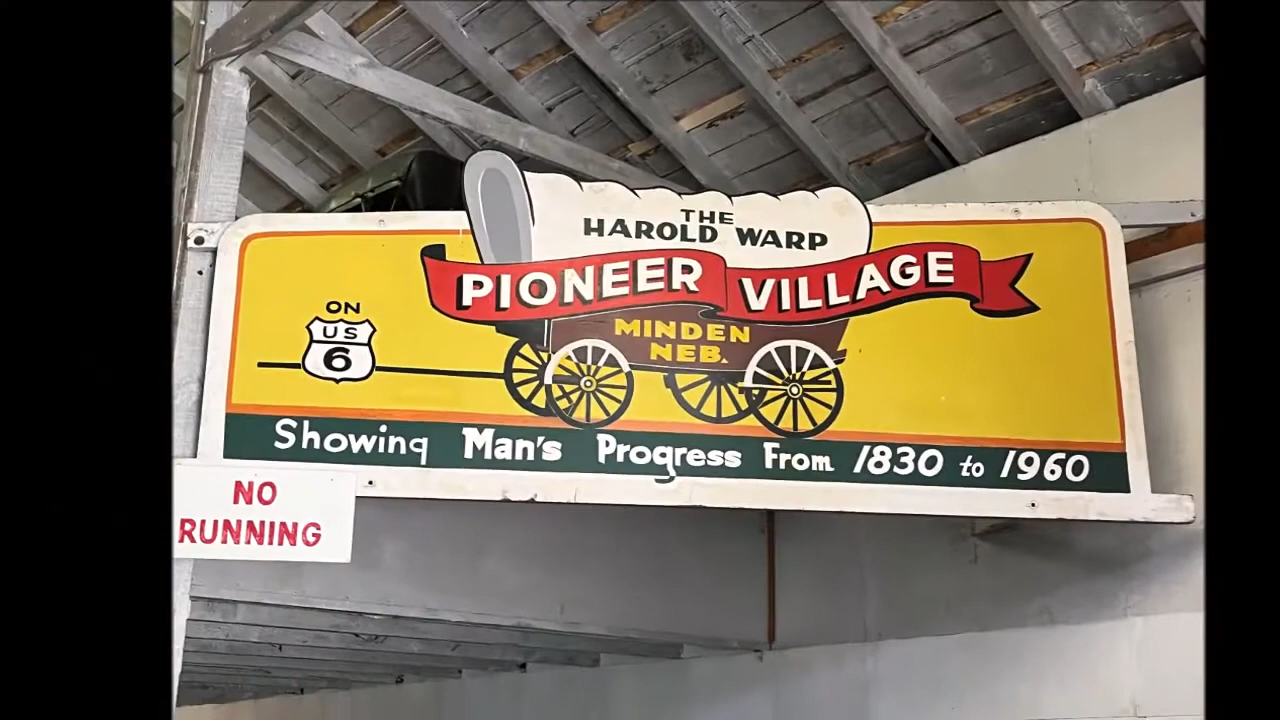 THE
HAROLD WARP
PIONEER VILLAGE
MINDEN
NEB.
ON
US
6
Showing Man's Progress From 1830 to 1960
NO
RUNNING